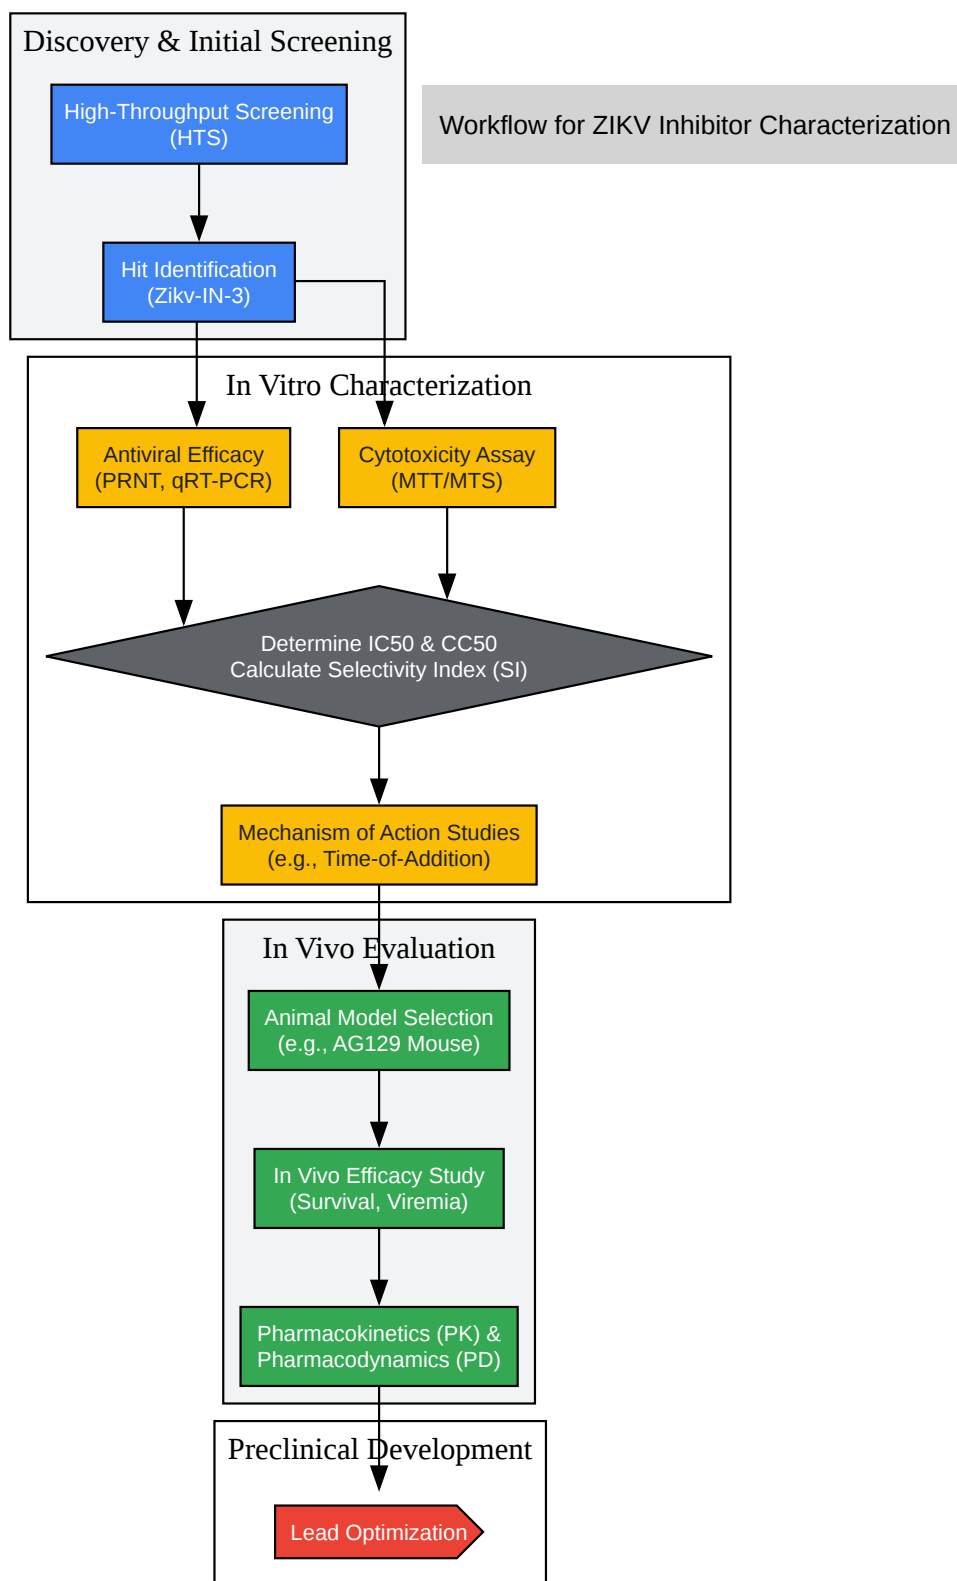 Discovery & Initial Screening
High-Throughput Screening
(HTS)
Workflow for ZIKV Inhibitor Characterization
Hit Identification
(Zikv-IN-3)
In Vitro Characterization
Antiviral Efficacy
(PRNT, qRT-PCR)
Cytotoxicity Assay
(MTT/MTS)
Determine IC50 & CC50
Calculate Selectivity Index (SI)
Mechanism of Action Studies
(e.g., Time-of-Addition)
In Vivo Evaluation
Animal Model Selection
(e.g., AG129 Mouse)
In Vivo Efficacy Study
(Survival, Viremia)
Pharmacokinetics (PK) &
Pharmacodynamics (PD)
Preclinical Development
Lead Optimization